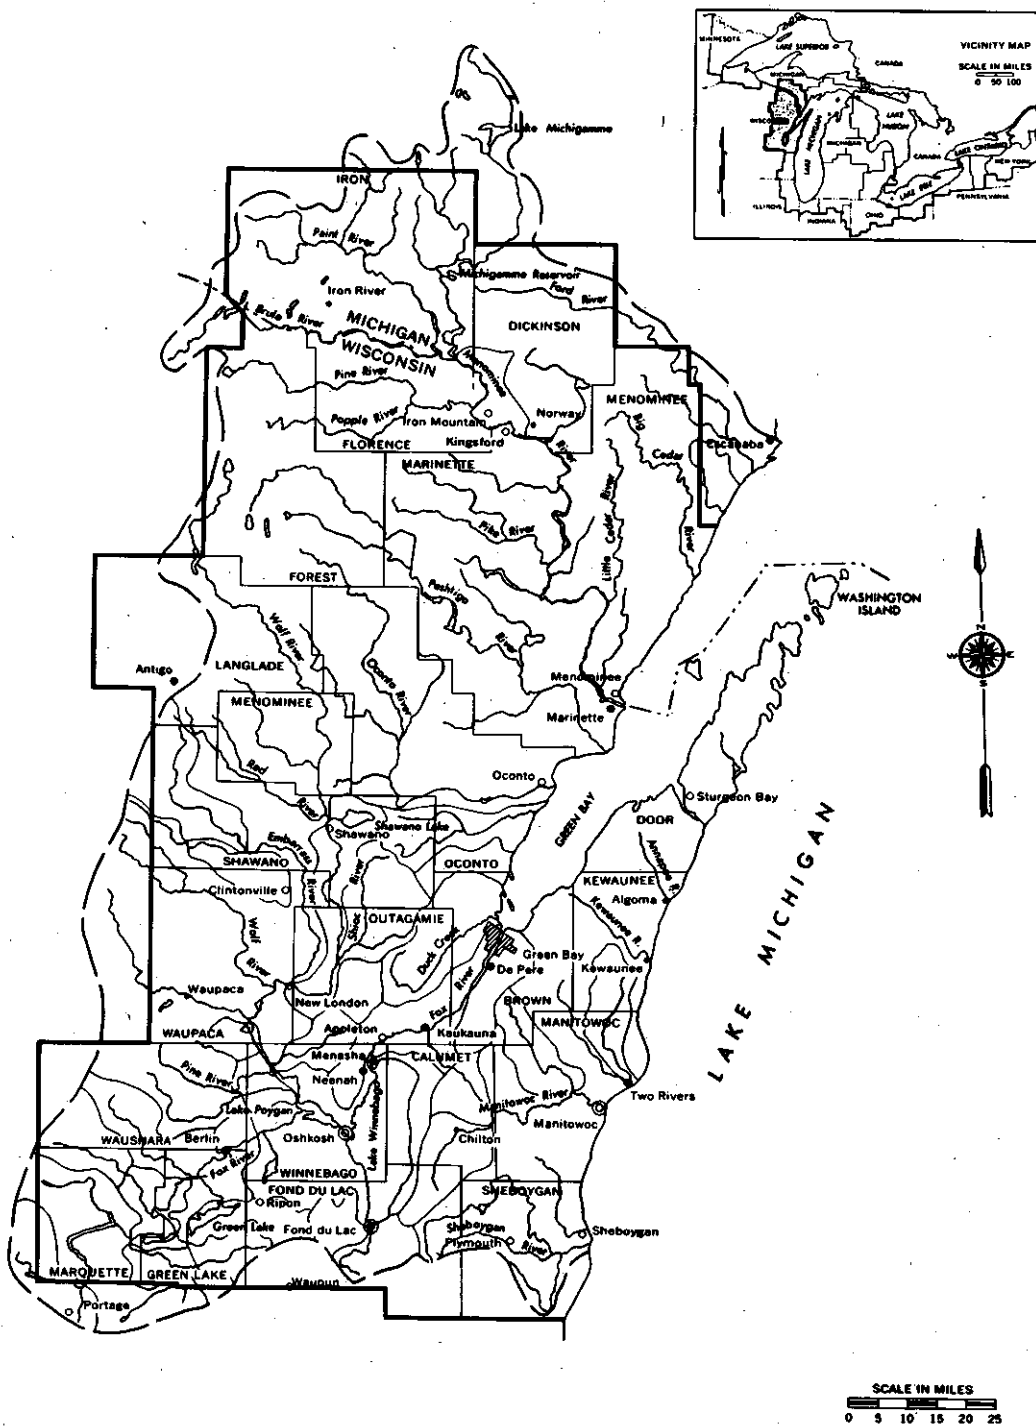 MINNESOTA
LAKE SUPERIOR
CANADA
VICINITY MAP
SCALE IN MILES
0 50 100
MICHIGAN
WISCONSIN
LAKE MICHIGAN
LAKE HURON
MICHIGAN
CANADA
LAKE ONTARIO
NEW YORK
LAKE ERIE
PENNSYLVANIA
ILLINOIS
INDIANA
OHIO
Lake Michigamme
IRON
Paint River
Michigamme Reservoir
Ford River
Iron River
Brule River
MICHIGAN
WISCONSIN
DICKINSON
Menominee
Pine River
MENOMINEE
Popple River
Iron Mountain
Norway
Big
Escanaba
Kingsford
FLORENCE
River
Cedar
MARINETTE
Little Cedar River
Pike River
River
FOREST
Peshtigo
WASHINGTON
ISLAND
Wolf River
River
N
W
E
S
Antigo
LANGLADE
Oconto River
Menominee
MENOMINEE
Marinette
Red
River
Oconto
Sturgeon Bay
GREEN BAY
DOOR
Shawano Lake
Shawano
Embarrass
River
SHAWANO
River
OCONTO
Ahnapee R.
KEWAUNEE
Clintonville
Algoma
LAKE MICHIGAN
Shioc
OUTAGAMIE
Wolf
River
Duck Creek
Kewaunee R.
Green Bay
De Pere
Kewaunee
Waupaca
New London
Fox River
BROWN
WAUPACA
Appleton
Kaukauna
MANITOWOC
Menasha
CALUMET
Neenah
Pine River
Lake Winnebago
Two Rivers
Lake Poygan
Manitowoc River
Manitowoc
WAUSHARA
Berlin
Oshkosh
Chilton
Fox River
WINNEBAGO
FOND DU LAC
SHEBOYGAN
Ripon
Green Lake
Fond du Lac
Sheboygan
River
Plymouth
Sheboygan
MARQUETTE
GREEN LAKE
Waupun
Portage
SCALE IN MILES
0 5 10 15 20 25